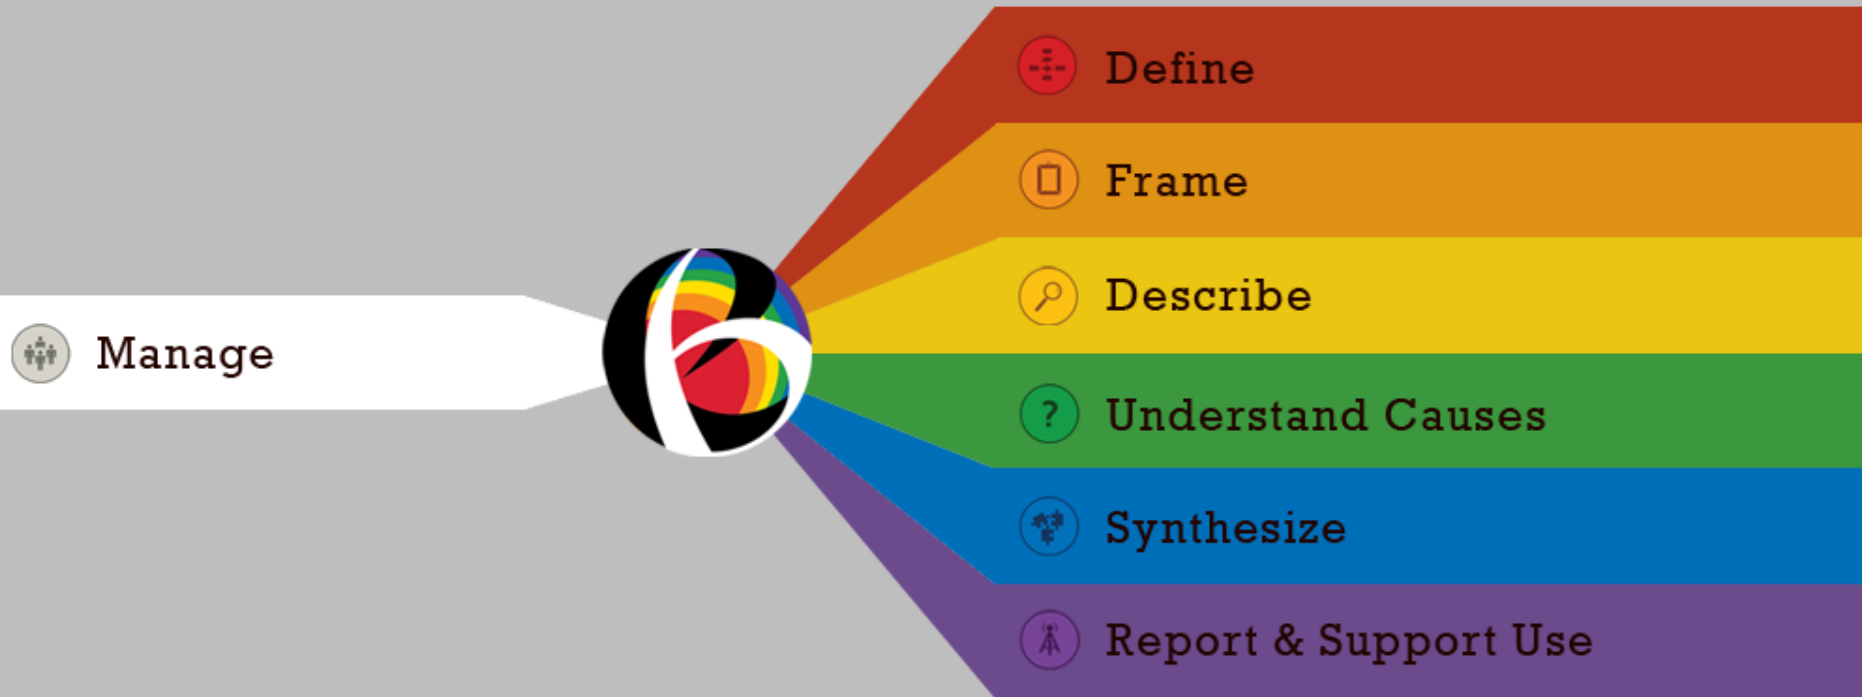 Manage
Define
Frame
Describe
Understand Causes
Synthesize
Report & Support Use